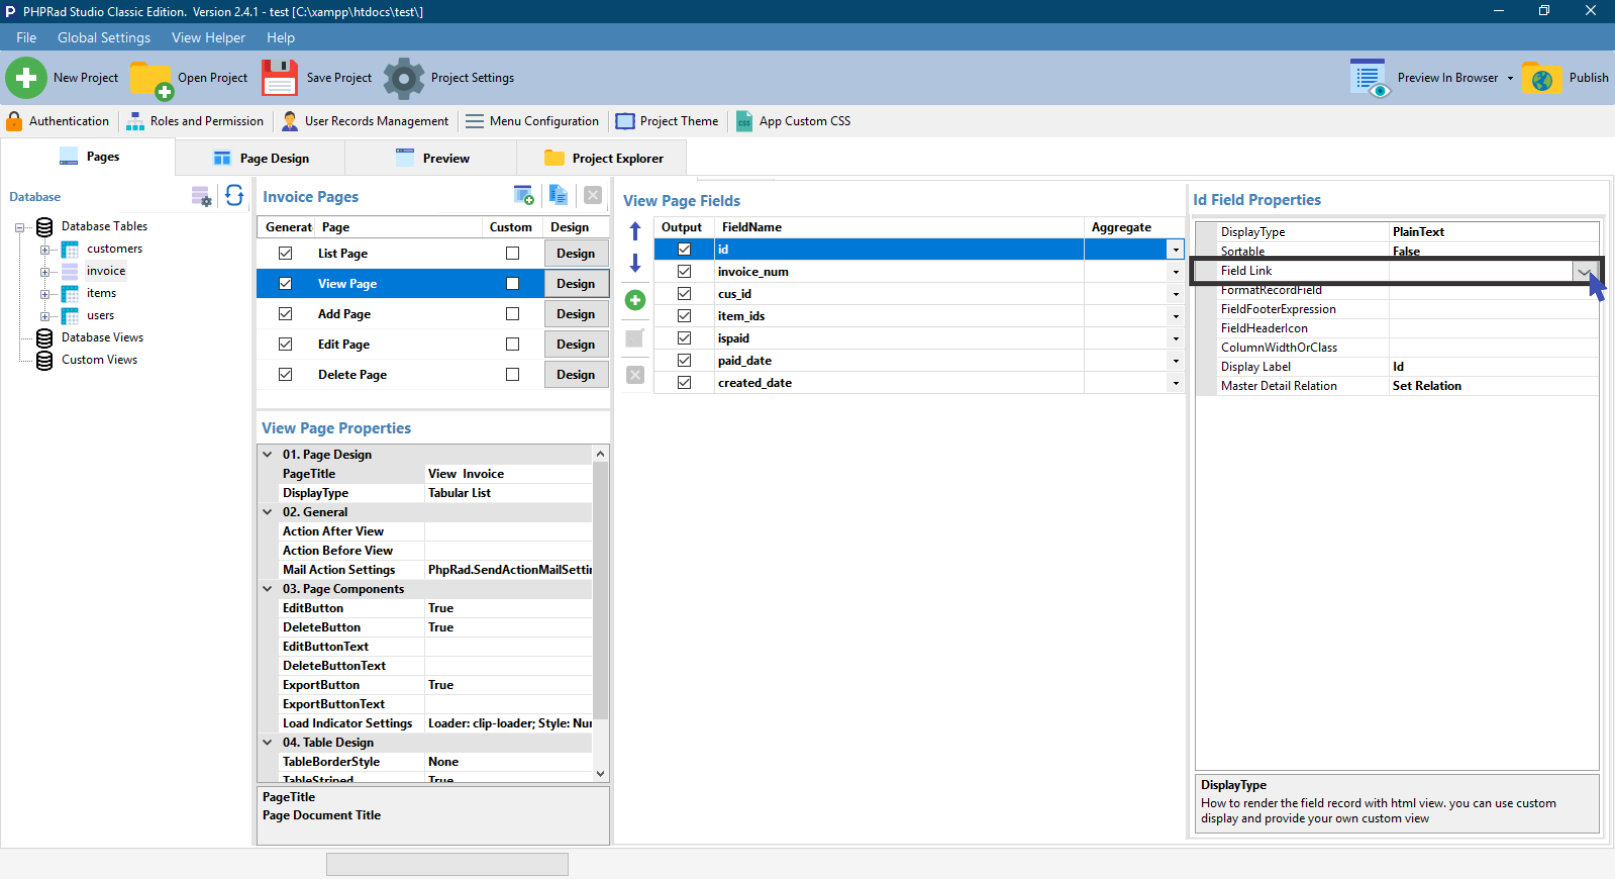 PHPRad Studio Classic Edition. Version 2.4.1 - test [C:\xampp\htdocs\test\]
File Global Settings View Helper Help
New Project Open Project Save Project Project Settings Preview In Browser Publish
Authentication Roles and Permission User Records Management Menu Configuration Project Theme App Custom CSS
Pages Page Design Preview Project Explorer
Database
Database Tables
customers
invoice
items
users
Database Views
Custom Views
Invoice Pages
Generat Page Custom Design
List Page Design
View Page Design
Add Page Design
Edit Page Design
Delete Page Design
View Page Properties
01. Page Design
PageTitle View Invoice
DisplayType Tabular List
02. General
Action After View
Action Before View
Mail Action Settings PhpRad.SendActionMailSettin
03. Page Components
EditButton True
DeleteButton True
EditButtonText
DeleteButtonText
ExportButton True
ExportButtonText
Load Indicator Settings Loader: clip-loader; Style: Nur
04. Table Design
TableBorderStyle None
TableStriped True
PageTitle
Page Document Title
View Page Fields
Output FieldName Aggregate
id
invoice_num
cus_id
item_ids
ispaid
paid_date
created_date
Id Field Properties
DisplayType PlainText
Sortable False
Field Link
FormatRecordField
FieldFooterExpression
FieldHeaderIcon
ColumnWidthOrClass
Display Label Id
Master Detail Relation Set Relation
DisplayType
How to render the field record with html view. you can use custom
display and provide your own custom view